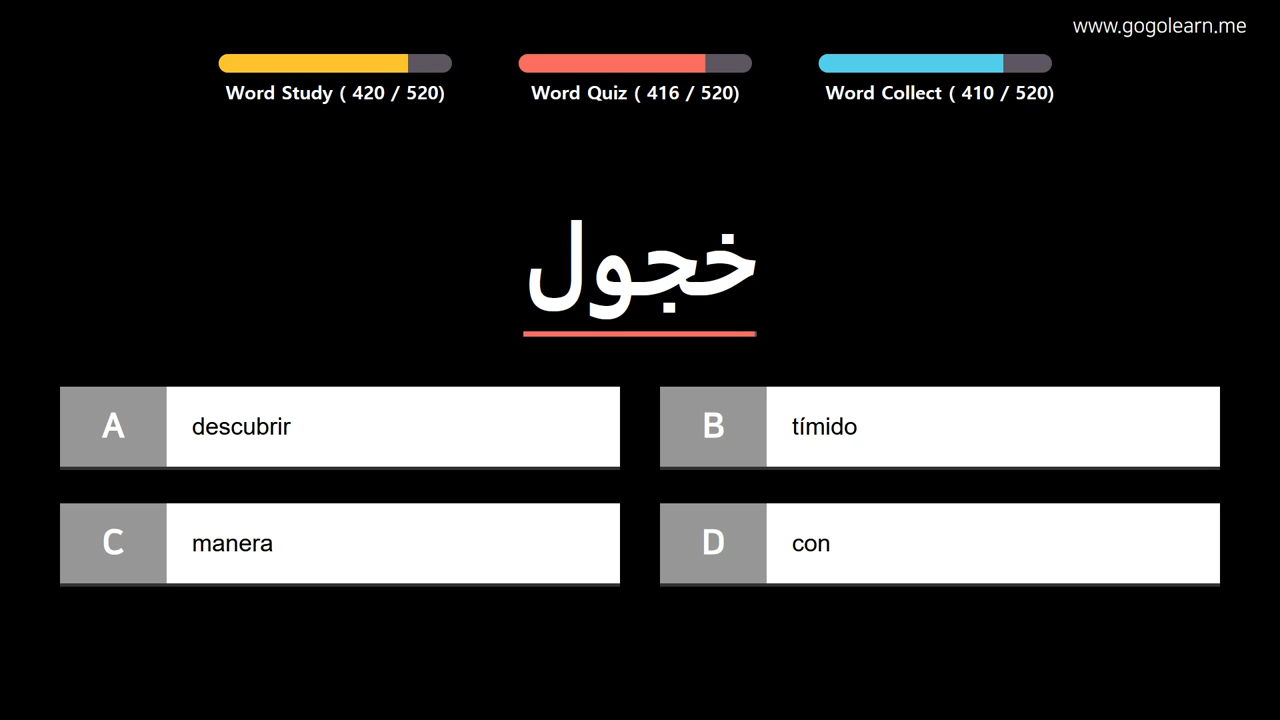 www.gogolearn.me
Word Study ( 420 / 520)
Word Quiz ( 416 / 520)
Word Collect ( 410 / 520)
خجول
A descubrir
B tímido
C manera
D con